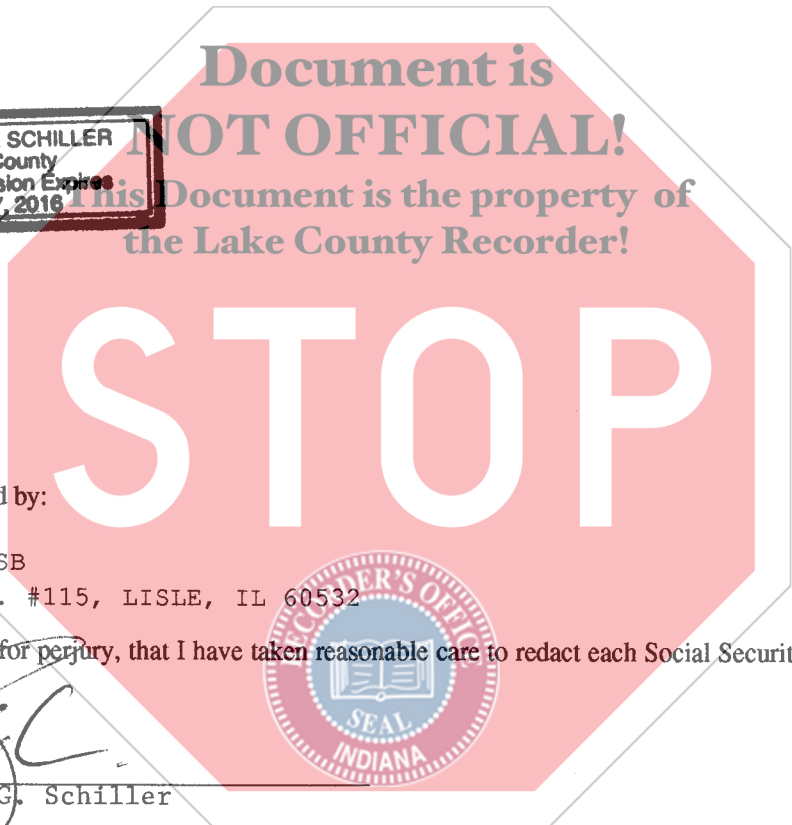 Document is
NOT OFFICIAL!
SCHILLER
County
sion Expires
7, 2016
This Document is the property of
the Lake County Recorder!
STOP
d by:
SB
. #115, LISLE, IL 60532
RECORDER'S OFFICE
for perjury, that I have taken reasonable care to redact each Social Securit
SEAL
INDIANA
G. Schiller